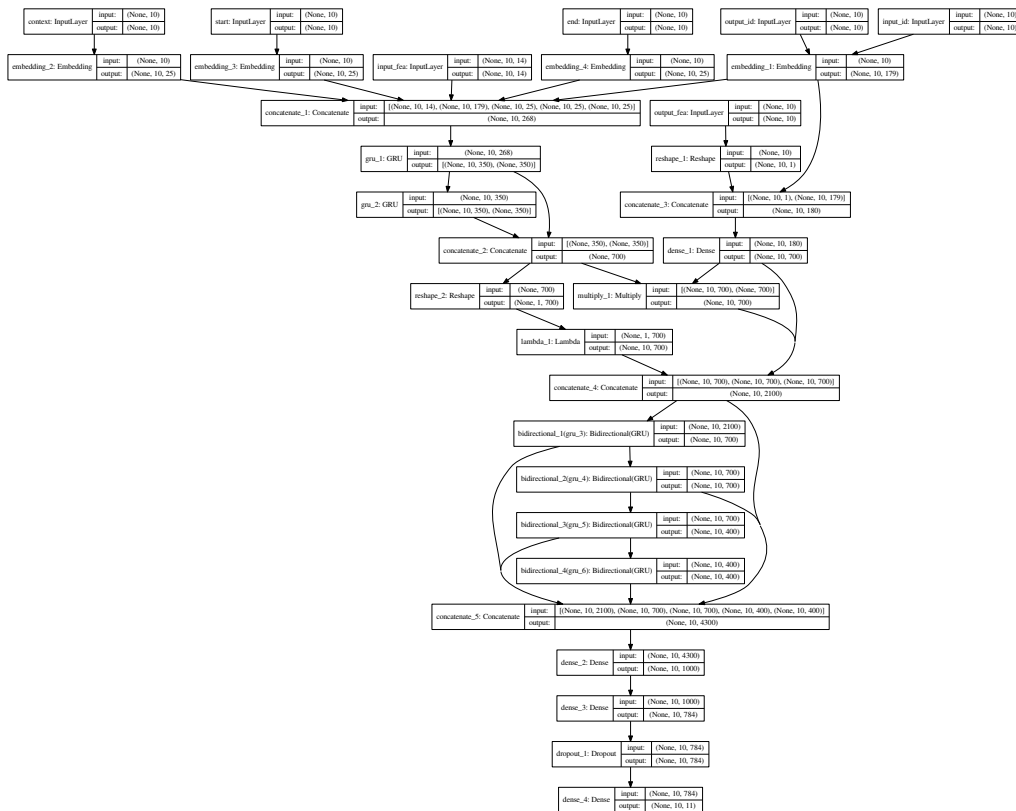 context: InputLayer input: (None, 10) output: (None, 10)
start: InputLayer input: (None, 10) output: (None, 10)
end: InputLayer input: (None, 10) output: (None, 10)
output_id: InputLayer input: (None, 10) output: (None, 10)
input_id: InputLayer input: (None, 10) output: (None, 10)
embedding_2: Embedding input: (None, 10) output: (None, 10, 25)
embedding_3: Embedding input: (None, 10) output: (None, 10, 25)
input_fea: InputLayer input: (None, 10, 14) output: (None, 10, 14)
embedding_4: Embedding input: (None, 10) output: (None, 10, 25)
embedding_1: Embedding input: (None, 10) output: (None, 10, 179)
concatenate_1: Concatenate input: [(None, 10, 14), (None, 10, 179), (None, 10, 25), (None, 10, 25), (None, 10, 25)] output: (None, 10, 268)
output_fea: InputLayer input: (None, 10) output: (None, 10)
gru_1: GRU input: (None, 10, 268) output: [(None, 10, 350), (None, 350)]
reshape_1: Reshape input: (None, 10) output: (None, 10, 1)
gru_2: GRU input: (None, 10, 350) output: [(None, 10, 350), (None, 350)]
concatenate_3: Concatenate input: [(None, 10, 1), (None, 10, 179)] output: (None, 10, 180)
concatenate_2: Concatenate input: [(None, 350), (None, 350)] output: (None, 700)
dense_1: Dense input: (None, 10, 180) output: (None, 10, 700)
reshape_2: Reshape input: (None, 700) output: (None, 1, 700)
multiply_1: Multiply input: [(None, 10, 700), (None, 700)] output: (None, 10, 700)
lambda_1: Lambda input: (None, 1, 700) output: (None, 10, 700)
concatenate_4: Concatenate input: [(None, 10, 700), (None, 10, 700), (None, 10, 700)] output: (None, 10, 2100)
bidirectional_1(gru_3): Bidirectional(GRU) input: (None, 10, 2100) output: (None, 10, 700)
bidirectional_2(gru_4): Bidirectional(GRU) input: (None, 10, 700) output: (None, 10, 700)
bidirectional_3(gru_5): Bidirectional(GRU) input: (None, 10, 700) output: (None, 10, 400)
bidirectional_4(gru_6): Bidirectional(GRU) input: (None, 10, 400) output: (None, 10, 400)
concatenate_5: Concatenate input: [(None, 10, 2100), (None, 10, 700), (None, 10, 700), (None, 10, 400), (None, 10, 400)] output: (None, 10, 4300)
dense_2: Dense input: (None, 10, 4300) output: (None, 10, 1000)
dense_3: Dense input: (None, 10, 1000) output: (None, 10, 784)
dropout_1: Dropout input: (None, 10, 784) output: (None, 10, 784)
dense_4: Dense input: (None, 10, 784) output: (None, 10, 11)